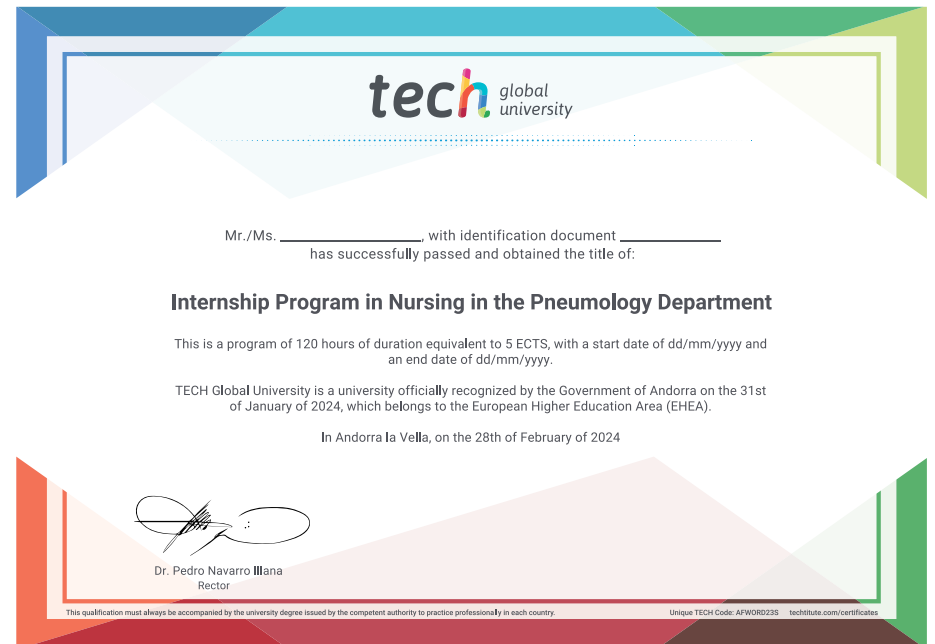 tech global
university
Mr./Ms. ____________, with identification document ____________
has successfully passed and obtained the title of:
Internship Program in Nursing in the Pneumology Department
This is a program of 120 hours of duration equivalent to 5 ECTS, with a start date of dd/mm/yyyy and
an end date of dd/mm/yyyy.
TECH Global University is a university officially recognized by the Government of Andorra on the 31st
of January of 2024, which belongs to the European Higher Education Area (EHEA).
In Andorra la Vella, on the 28th of February of 2024
Dr. Pedro Navarro Illana
Rector
This qualification must always be accompanied by the university degree issued by the competent authority to practice professionally in each country. Unique TECH Code: AFWORD23S techtitute.com/certificates